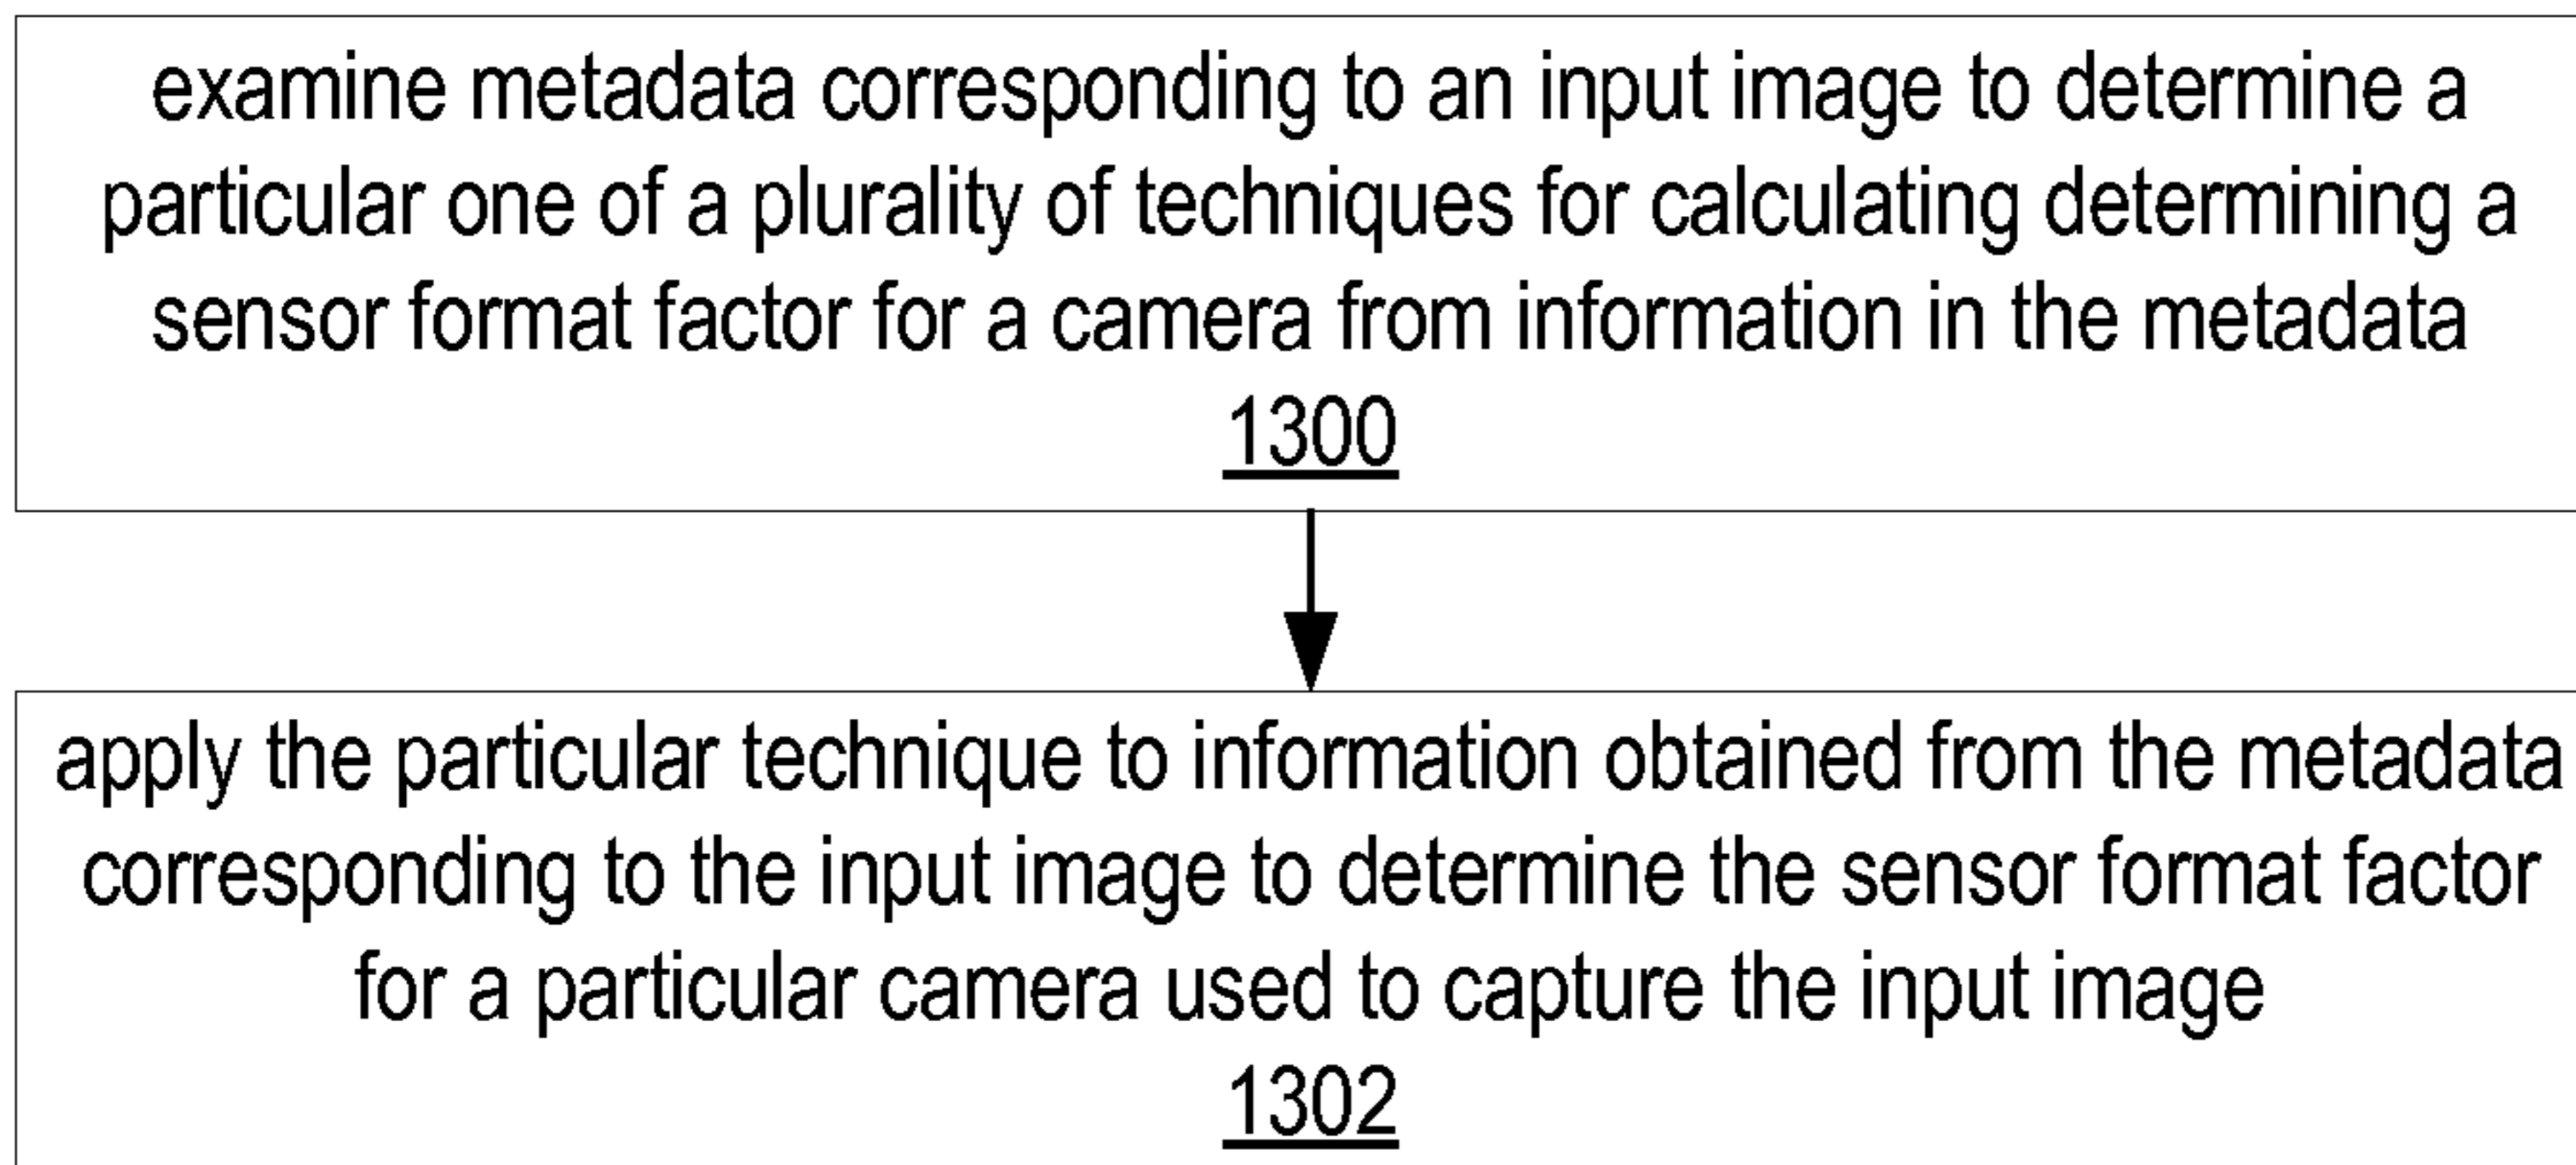 examine metadata corresponding to an input image to determine a
particular one of a plurality of techniques for calculating determining a
sensor format factor for a camera from information in the metadata
1300
apply the particular technique to information obtained from the metadata
corresponding to the input image to determine the sensor format factor
for a particular camera used to capture the input image
1302